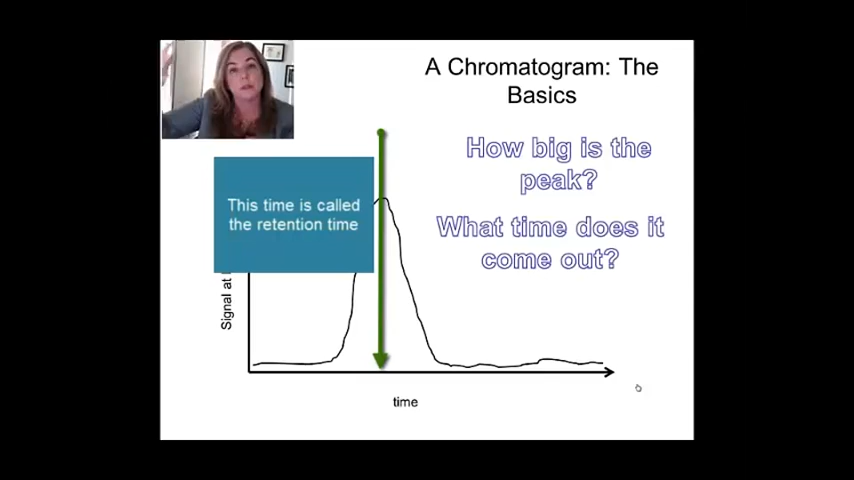 A Chromatogram: The
Basics
How big is the
peak?
What time does it
come out?
This time is called
the retention time
Signal at
time